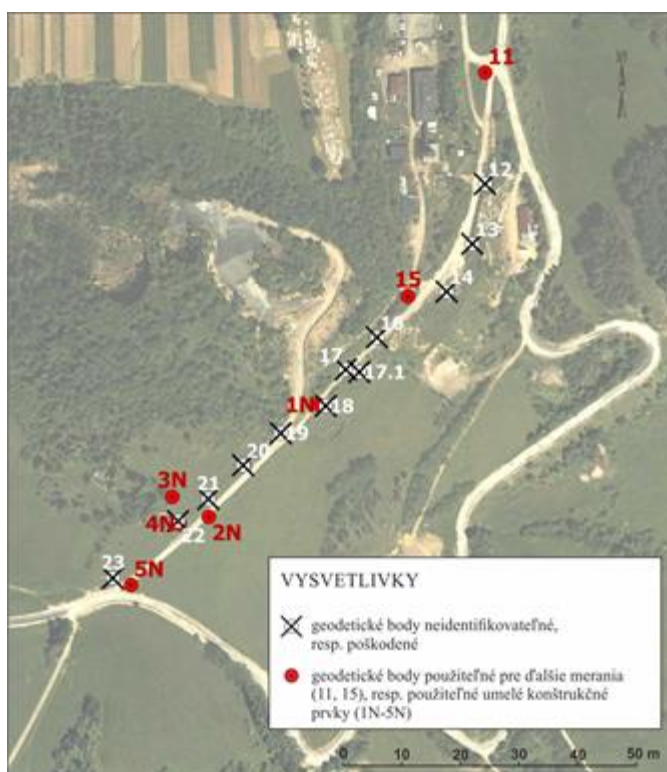 11
12
13
14
15
16
17
17.1
1N
18
19
20
3N
21
4N
22
2N
23
5N
VYSVETLIVKY
geodetické body neidentifikovateľné,
resp. poškodené
geodetické body použiteľné pre ďalšie merania
(11, 15), resp. použiteľné umelé konštrukčné
prvky (1N-5N)
0 10 20 30 40 50 m